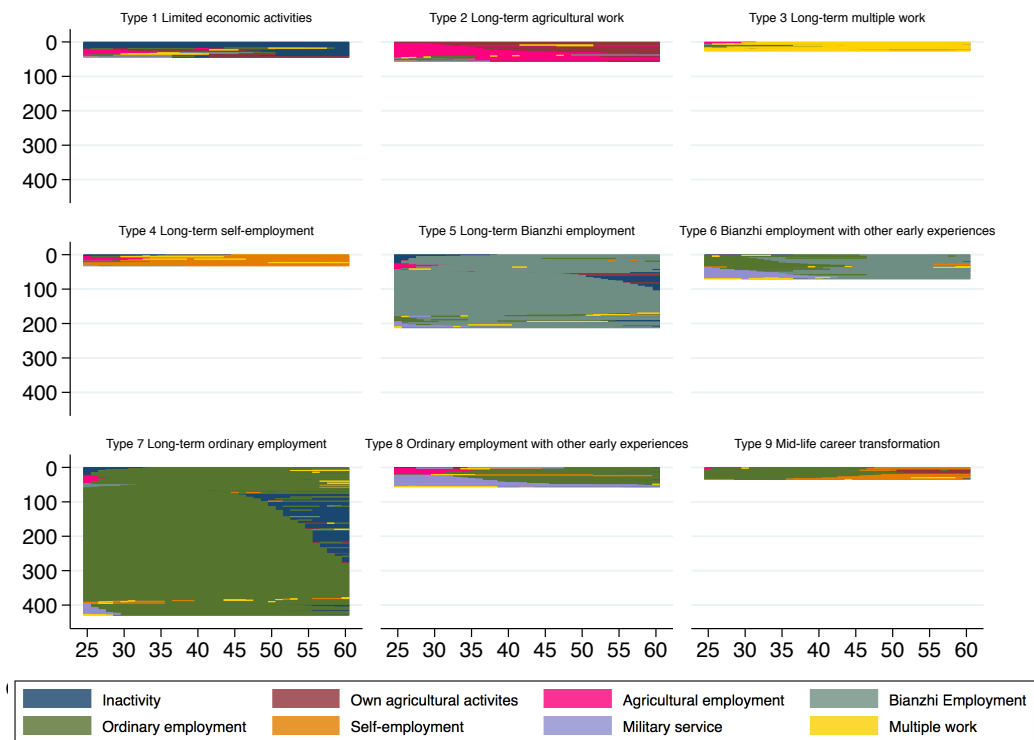 Type 1 Limited economic activities
Type 2 Long-term agricultural work
Type 3 Long-term multiple work
0
100
200
300
400
Type 4 Long-term self-employment
Type 5 Long-term Bianzhi employment
Type 6 Bianzhi employment with other early experiences
0
100
200
300
400
Type 7 Long-term ordinary employment
Type 8 Ordinary employment with other early experiences
Type 9 Mid-life career transformation
0
100
200
300
400
25 30 35 40 45 50 55 60
25 30 35 40 45 50 55 60
25 30 35 40 45 50 55 60
Inactivity
Own agricultural activites
Agricultural employment
Bianzhi Employment
Ordinary employment
Self-employment
Military service
Multiple work